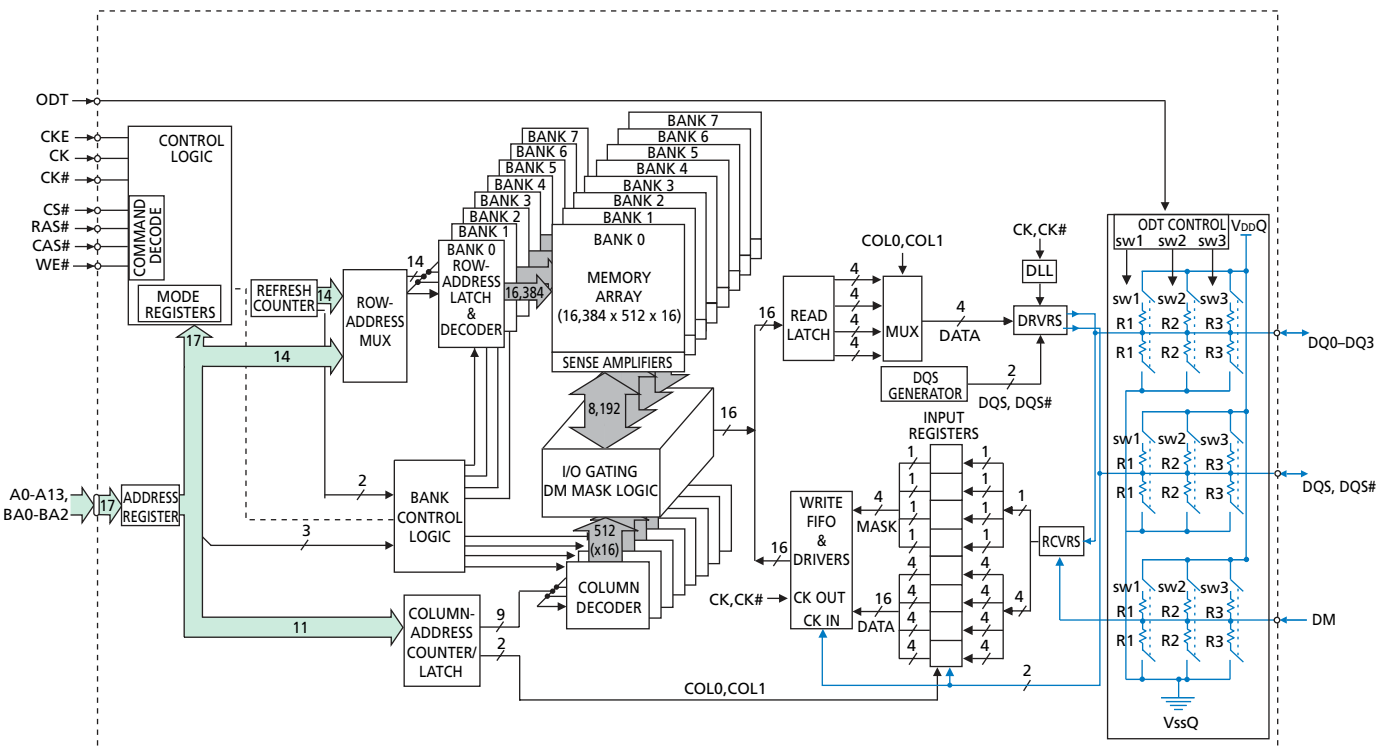 ODT
CKE
CK
CK#
CS#
RAS#
CAS#
WE#
CONTROL
LOGIC
COMMAND
DECODE
MODE
REGISTERS
REFRESH
COUNTER
14
ROW-
ADDRESS
MUX
14
17
14
A0-A13,
BA0-BA2
17
ADDRESS
REGISTER
2
3
11
BANK
CONTROL
LOGIC
COLUMN-
ADDRESS
COUNTER/
LATCH
9
2
COL0,COL1
BANK 7
BANK 6
BANK 5
BANK 4
BANK 3
BANK 2
BANK 1
BANK 0
ROW-
ADDRESS
LATCH
&
DECODER
16,384
BANK 7
BANK 6
BANK 5
BANK 4
BANK 3
BANK 2
BANK 1
BANK 0
MEMORY
ARRAY
(16,384 x 512 x 16)
SENSE AMPLIFIERS
8,192
I/O GATING
DM MASK LOGIC
512
(x16)
COLUMN
DECODER
16
16
READ
LATCH
4
4
4
4
COL0,COL1
MUX
4
DATA
CK,CK#
DLL
DRVRS
DQS
GENERATOR
2
DQS, DQS#
INPUT
REGISTERS
1
1
1
1
4
4
4
4
1
1
1
1
4
4
4
4
1
4
RCVRS
16
WRITE
FIFO
&
DRIVERS
CK OUT
CK IN
4
MASK
16
DATA
CK,CK#
2
ODT CONTROL
VDDQ
sw1
sw2
sw3
sw1
sw2
sw3
R1
R2
R3
R1
R2
R3
sw1
sw2
sw3
R1
R2
R3
R1
R2
R3
sw1
sw2
sw3
R1
R2
R3
R1
R2
R3
VssQ
DQ0–DQ3
DQS, DQS#
DM